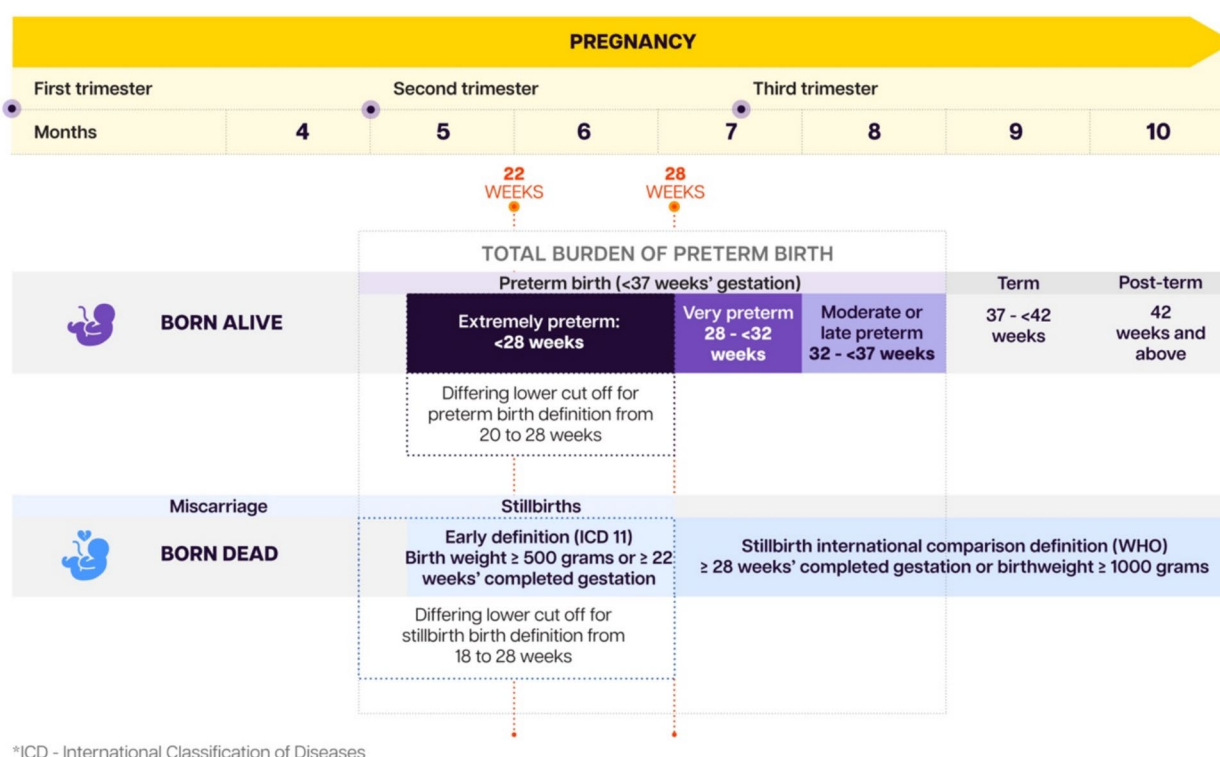 PREGNANCY
First trimester
Second trimester
Third trimester
Months
4
5
6
7
8
9
10
22
WEEKS
28
WEEKS
TOTAL BURDEN OF PRETERM BIRTH
Preterm birth (<37 weeks' gestation)
Term
Post-term
BORN ALIVE
Extremely preterm:
<28 weeks
Very preterm
28 - <32
weeks
Moderate or
late preterm
32 - <37 weeks
37 - <42
weeks
42
weeks and
above
Differing lower cut off for
preterm birth definition from
20 to 28 weeks
Miscarriage
Stillbirths
BORN DEAD
Early definition (ICD 11)
Birth weight ≥ 500 grams or ≥ 22
weeks' completed gestation
Stillbirth international comparison definition (WHO)
≥ 28 weeks' completed gestation or birthweight ≥ 1000 grams
Differing lower cut off for
stillbirth birth definition from
18 to 28 weeks
*ICD - International Classification of Diseases